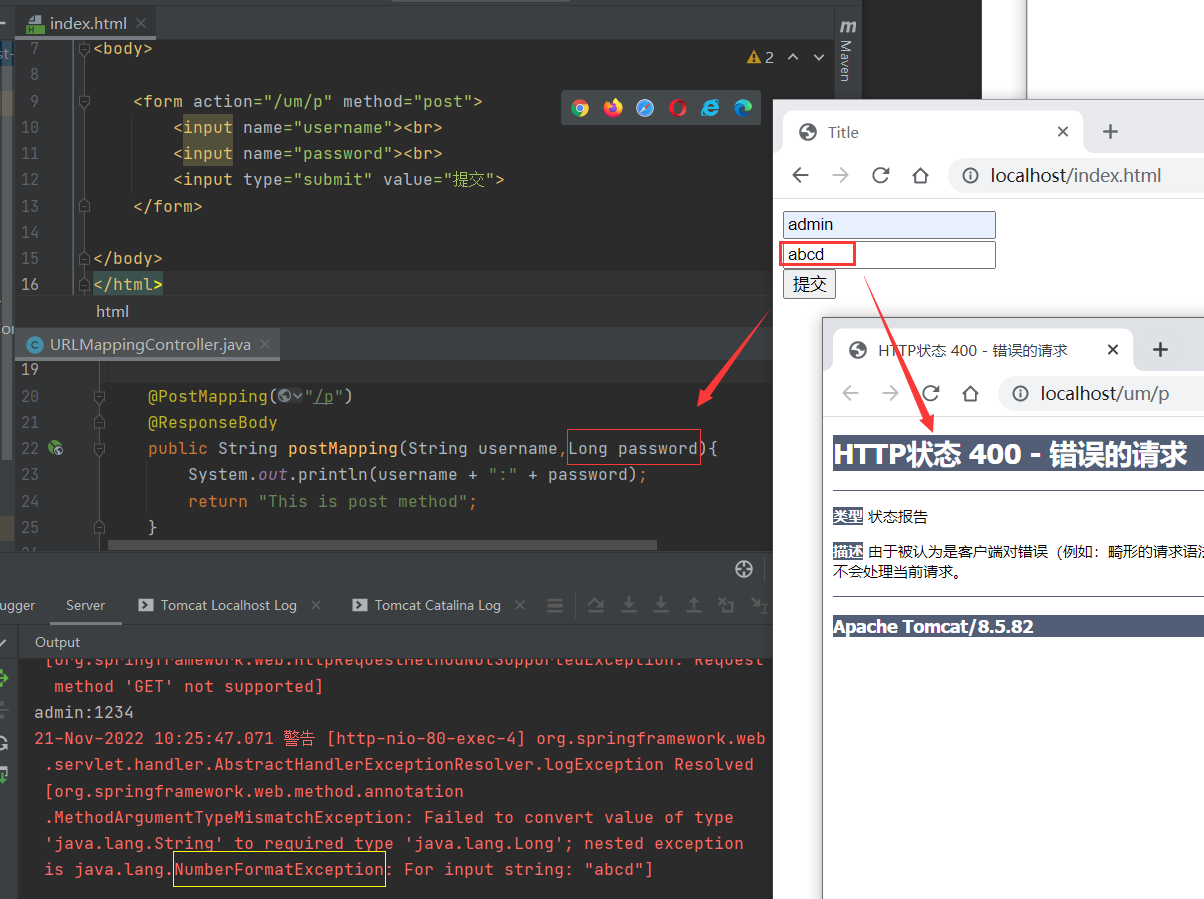 index.html
7 <body>
8
9 <form action="/um/p" method="post">
10 <input name="username"><br>
11 <input name="password"><br>
12 <input type="submit" value="提交">
13 </form>
14
15 </body>
16 </html>
html
2
m Maven
URLMappingController.java
19
20 @PostMapping("/p")
21 @ResponseBody
22 public String postMapping(String username,Long password){
23 System.out.println(username + ":" + password);
24 return "This is post method";
25 }
ugger Server Tomcat Localhost Log Tomcat Catalina Log
Output
[org.springframework.web.HttpRequestMethodNotSupportedException: Request
method 'GET' not supported]
admin:1234
21-Nov-2022 10:25:47.071 警告 [http-nio-80-exec-4] org.springframework.web
.servlet.handler.AbstractHandlerExceptionResolver.logException Resolved
[org.springframework.web.method.annotation
.MethodArgumentTypeMismatchException: Failed to convert value of type
'java.lang.String' to required type 'java.lang.Long'; nested exception
is java.lang.NumberFormatException: For input string: "abcd"]
Title
localhost/index.html
admin
abcd
提交
HTTP状态 400 - 错误的请求
localhost/um/p
HTTP状态 400 - 错误的请求
类型 状态报告
描述 由于被认为是客户端对错误（例如：畸形的请求语法
不会处理当前请求。
Apache Tomcat/8.5.82